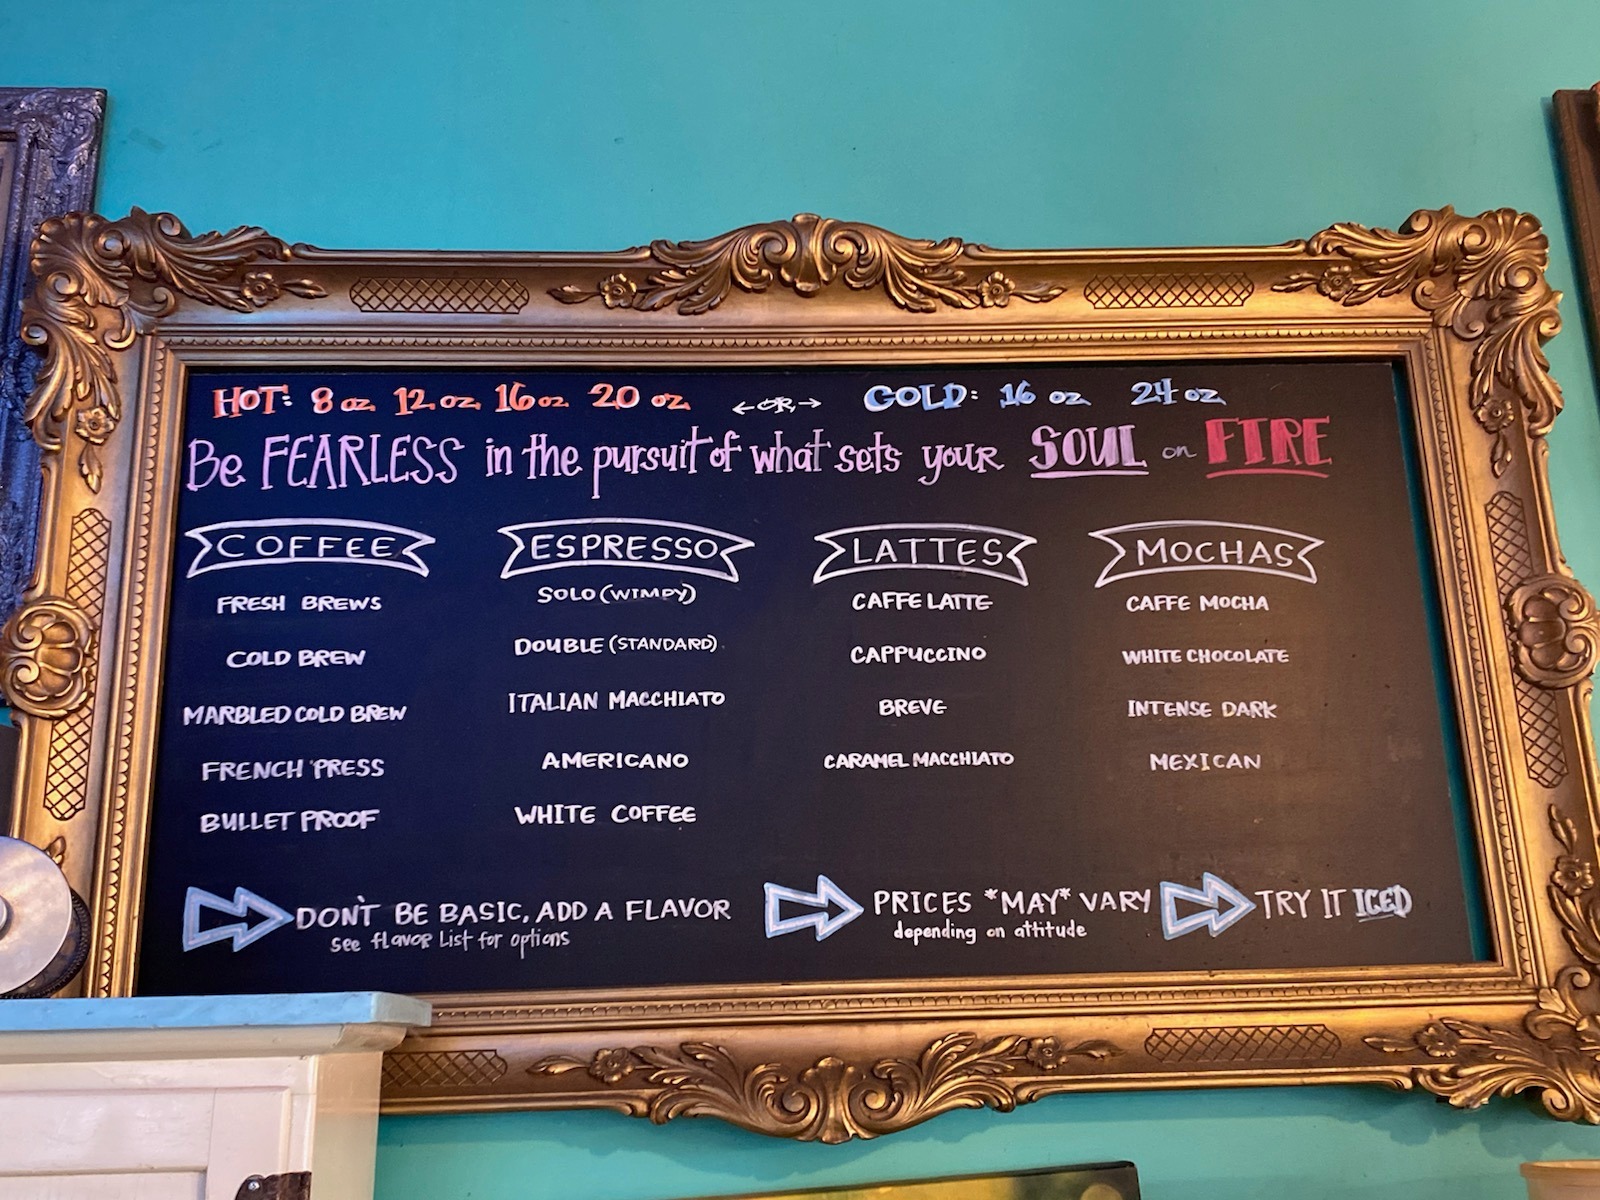 HOT: 8 oz 12 oz 16 oz 20 oz ←OR→ COLD: 16 oz 24 oz
Be FEARLESS in the pursuit of what sets your SOUL on FIRE
COFFEE
FRESH BREWS
COLD BREW
MARBLED COLD BREW
FRENCH PRESS
BULLET PROOF
ESPRESSO
SOLO (WIMPY)
DOUBLE (STANDARD)
ITALIAN MACCHIATO
AMERICANO
WHITE COFFEE
LATTES
CAFFE LATTE
CAPPUCCINO
BREVE
CARAMEL MACCHIATO
MOCHAS
CAFFE MOCHA
WHITE CHOCOLATE
INTENSE DARK
MEXICAN
DON'T BE BASIC, ADD A FLAVOR
see flavor List for options
PRICES *MAY* VARY
depending on attitude
TRY IT ICED